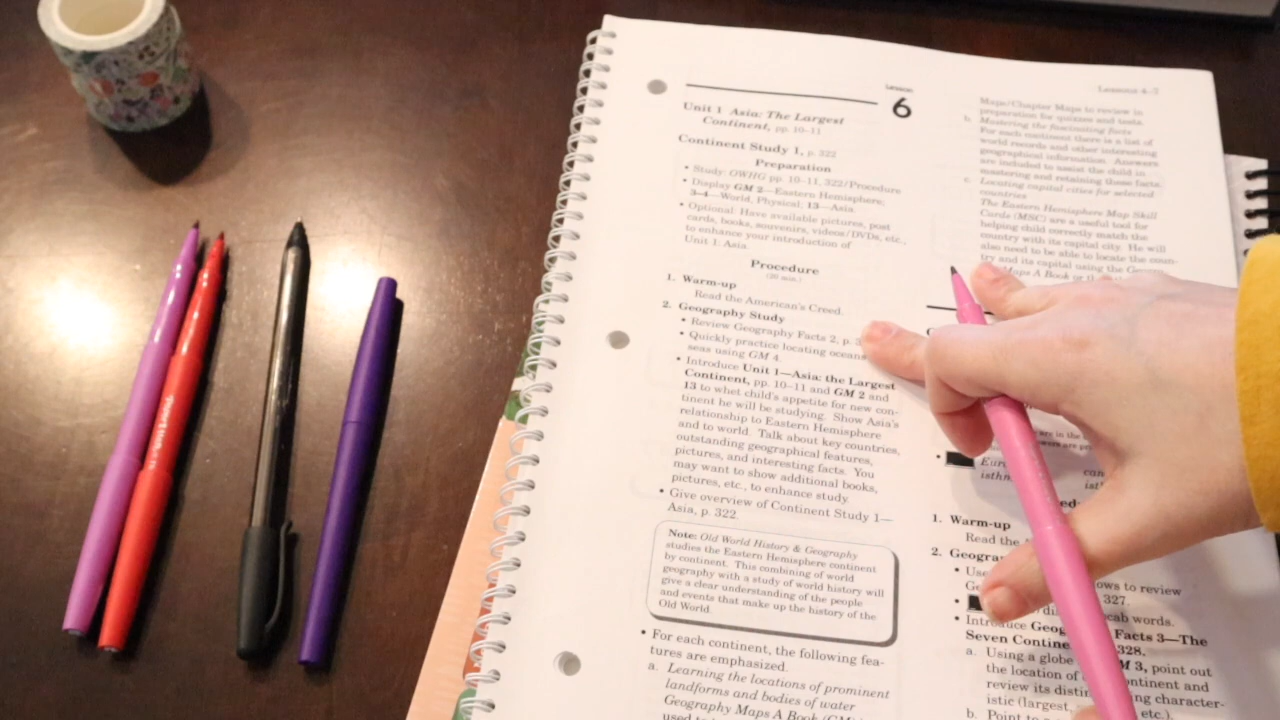 Lesson
6
Unit 1 Asia: The Largest
Continent, pp. 10–11
Continent Study 1, p. 322
Preparation
• Study: OWHG pp. 10–11, 322/Procedure
• Display GM 2—Eastern Hemisphere;
3–4—World, Physical; 13—Asia.
• Optional: Have available pictures, post
cards, books, souvenirs, videos/DVDs, etc.,
to enhance your introduction of
Unit 1: Asia.
Procedure
(20 min.)
1. Warm-up
Read the American's Creed.
2. Geography Study
• Review Geography Facts 2, p. 3
• Quickly practice locating oceans
seas using GM 4.
• Introduce Unit 1—Asia: the Largest
Continent, pp. 10–11 and GM 2 and
13 to whet child's appetite for new con-
tinent he will be studying. Show Asia's
relationship to Eastern Hemisphere
and to world. Talk about key countries,
outstanding geographical features,
pictures, and interesting facts. You
may want to show additional books,
pictures, etc., to enhance study.
• Give overview of Continent Study 1—
Asia, p. 322.
Note: Old World History & Geography
studies the Eastern Hemisphere continent
by continent. This combining of world
geography with a study of world history will
give a clear understanding of the people
and events that make up the history of the
Old World.
• For each continent, the following fea-
tures are emphasized.
a. Learning the locations of prominent
landforms and bodies of water
Geography Maps A Book
used to
Lessons 6–7
Maps/Chapter Maps to review in
preparation for quizzes and tests.
b. Mastering the fascinating facts
For each continent there is a list of
world records and other interesting
geographical information. Answers
are included to assist the child in
mastering and retaining these facts.
c. Locating capital cities for selected
countries
The Eastern Hemisphere Map Skill
Cards (MSC) are a useful tool for
helping child correctly match the
country with its capital city. He will
also need to be able to locate the coun-
try and its capital using the
Maps A Book or
are in the
can
1. Warm-up
Read the
2.
ows to review
327.
cab words.
• Introduce Facts 3—The
Seven 328.
a. Using a globe M 3, point out
the location of ontinent and
review its ng character-
istic (largest, etc.).
b. Point to